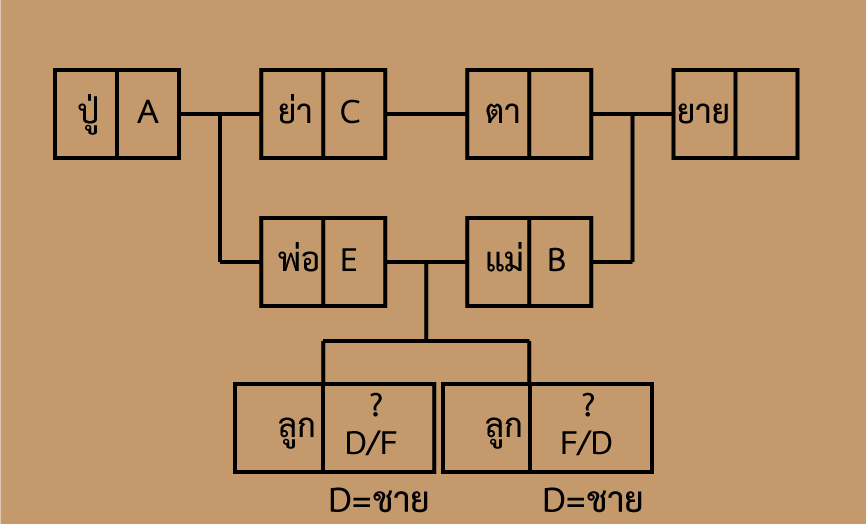 ปู่ A ย่า C ตา ยาย
พ่อ E แม่ B
ลูก ? D/F ลูก ? F/D
D=ชาย D=ชาย